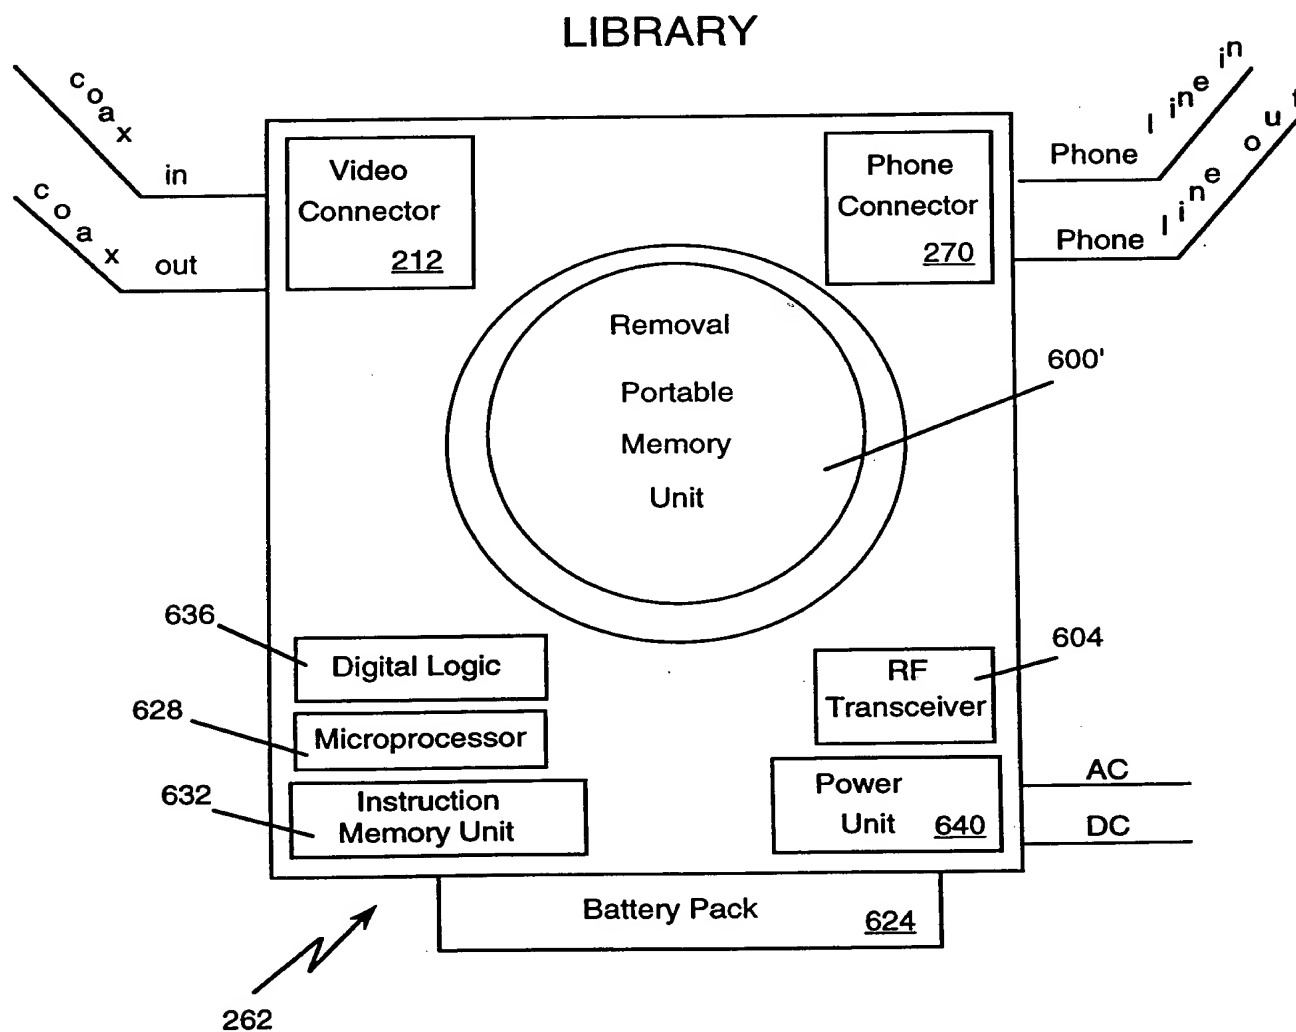 LIBRARY
coax in
coax out
Video
Connector
212
Phone
Connector
270
Phone line in
Phone line out
Removal
Portable
Memory
Unit
600'
636
Digital Logic
628
Microprocessor
632
Instruction
Memory Unit
RF
Transceiver
604
Power
Unit 640
AC
DC
Battery Pack 624
262